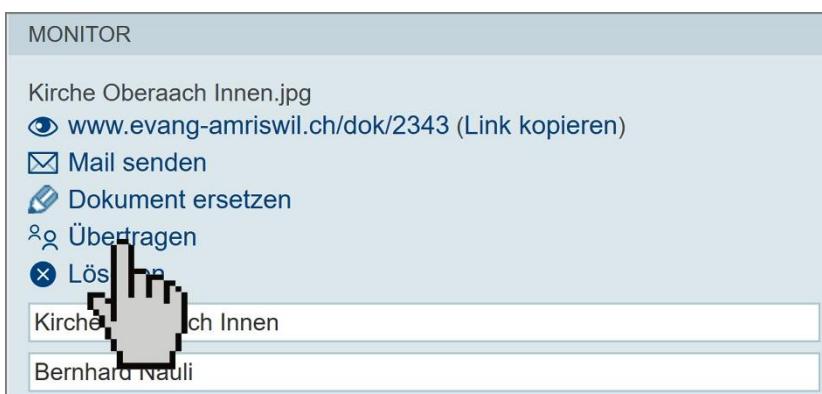 MONITOR
Kirche Oberaach Innen.jpg
www.evang-amriswil.ch/dok/2343 (Link kopieren)
Mail senden
Dokument ersetzen
Übertragen
Kirche ch Innen
Bernhard Nauli